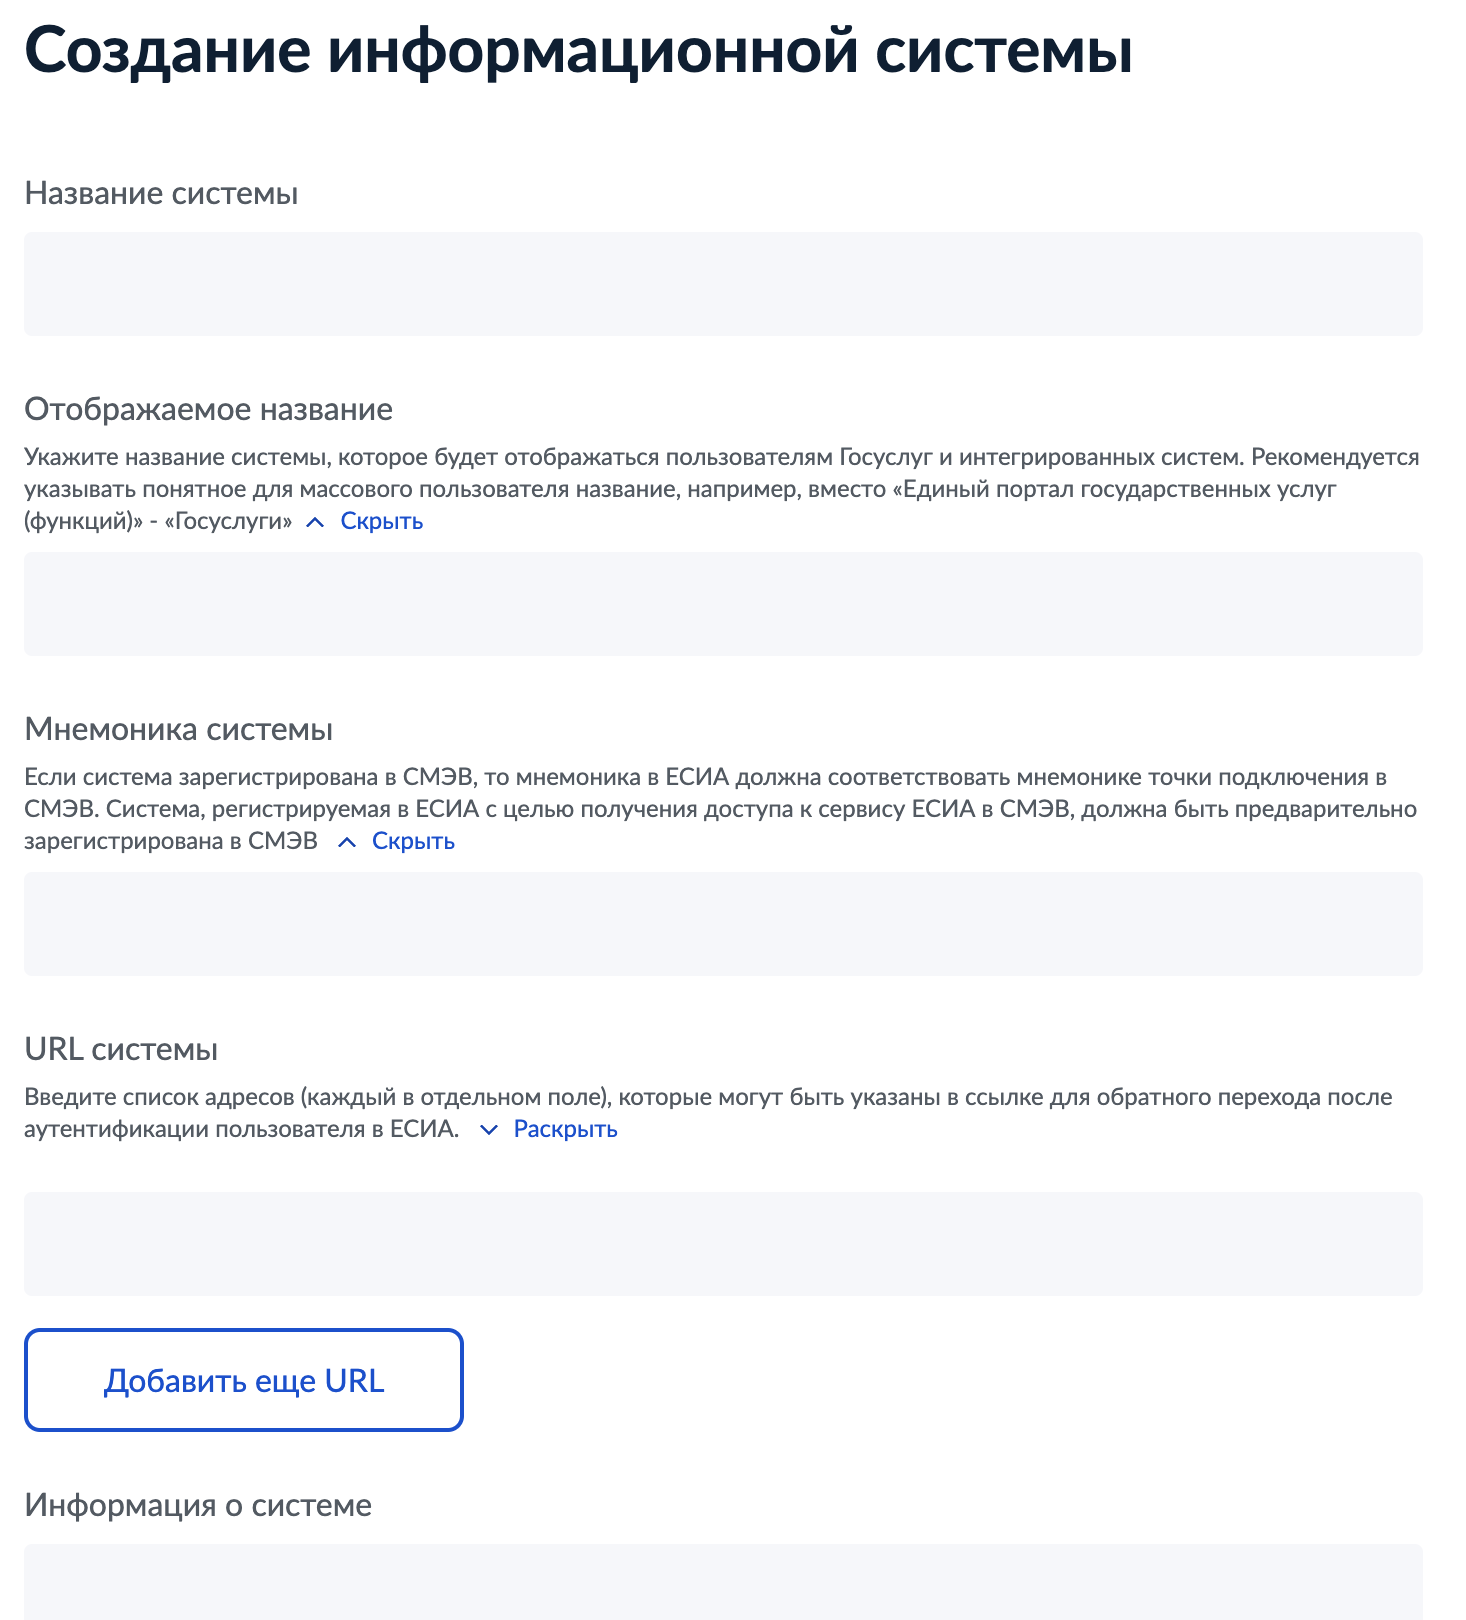 Создание информационной системы
Название системы
Отображаемое название
Укажите название системы, которое будет отображаться пользователям Госуслуг и интегрированных систем. Рекомендуется
указывать понятное для массового пользователя название, например, вместо «Единый портал государственных услуг
(функций)» - «Госуслуги» Скрыть
Мнемоника системы
Если система зарегистрирована в СМЭВ, то мнемоника в ЕСИА должна соответствовать мнемонике точки подключения в
СМЭВ. Система, регистрируемая в ЕСИА с целью получения доступа к сервису ЕСИА в СМЭВ, должна быть предварительно
зарегистрирована в СМЭВ Скрыть
URL системы
Введите список адресов (каждый в отдельном поле), которые могут быть указаны в ссылке для обратного перехода после
аутентификации пользователя в ЕСИА. Раскрыть
Добавить еще URL
Информация о системе